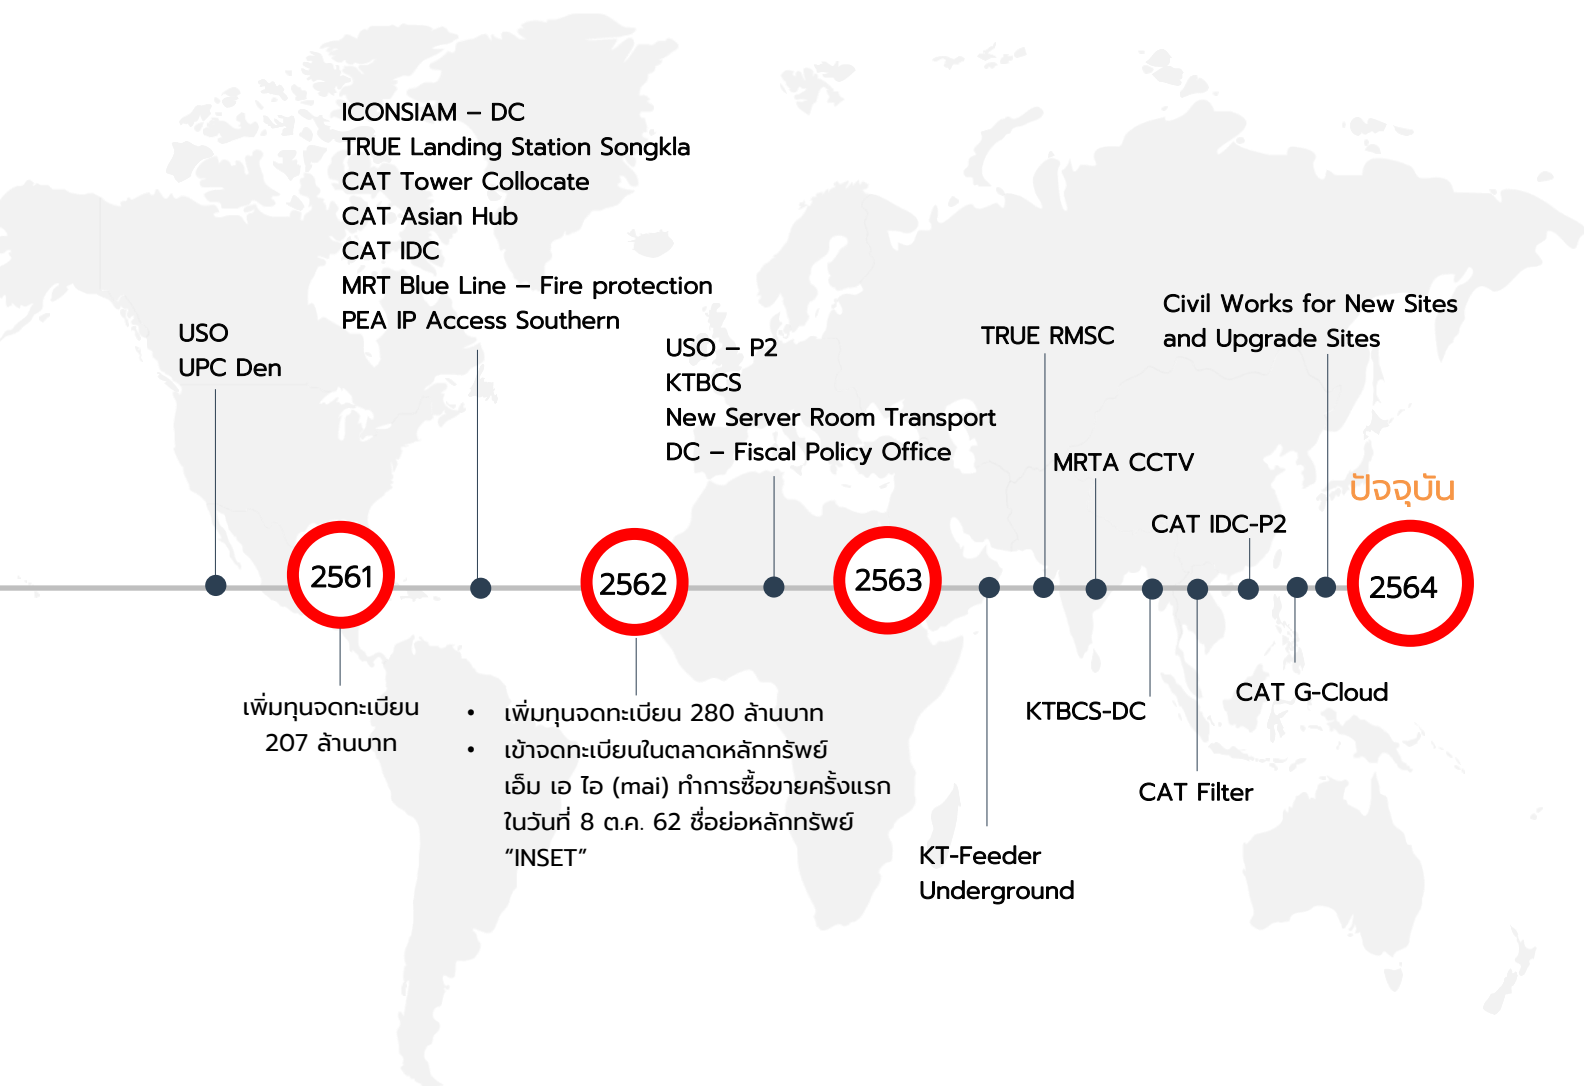 ICONSIAM – DC
TRUE Landing Station Songkla
CAT Tower Collocate
CAT Asian Hub
CAT IDC
MRT Blue Line – Fire protection
PEA IP Access Southern
USO
UPC Den
USO – P2
KTBCS
New Server Room Transport
DC – Fiscal Policy Office
TRUE RMSC
Civil Works for New Sites
and Upgrade Sites
MRTA CCTV
CAT IDC-P2
ปัจจุบัน
2561
2562
2563
2564
เพิ่มทุนจดทะเบียน
207 ล้านบาท
• เพิ่มทุนจดทะเบียน 280 ล้านบาท
• เข้าจดทะเบียนในตลาดหลักทรัพย์
เอ็ม เอ ไอ (mai) ทำการซื้อขายครั้งแรก
ในวันที่ 8 ต.ค. 62 ชื่อย่อหลักทรัพย์
“INSET”
KT-Feeder
Underground
KTBCS-DC
CAT Filter
CAT G-Cloud